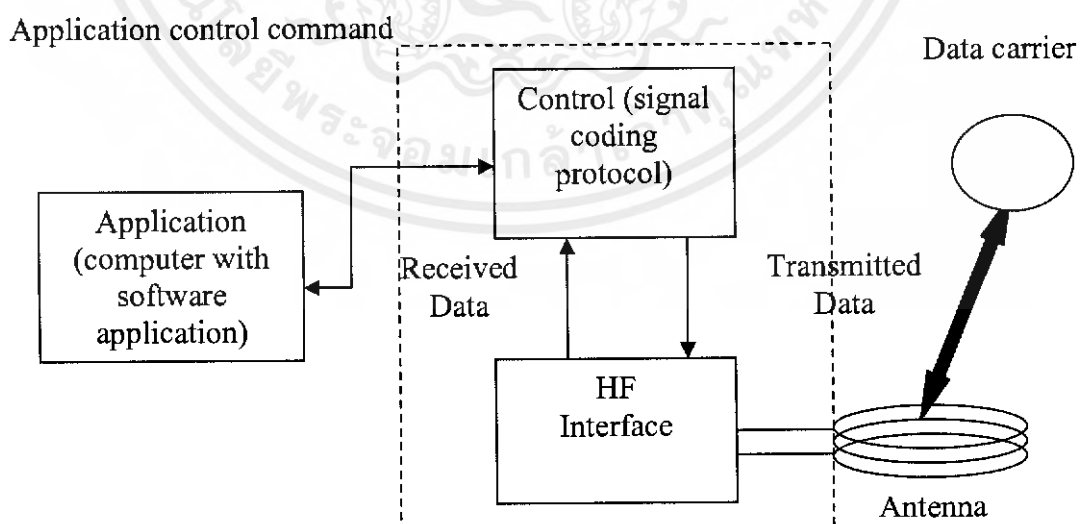 Application control command
Data carrier
Control (signal
coding
protocol)
Application
(computer with
software
application)
Received
Data
Transmitted
Data
HF
Interface
Antenna